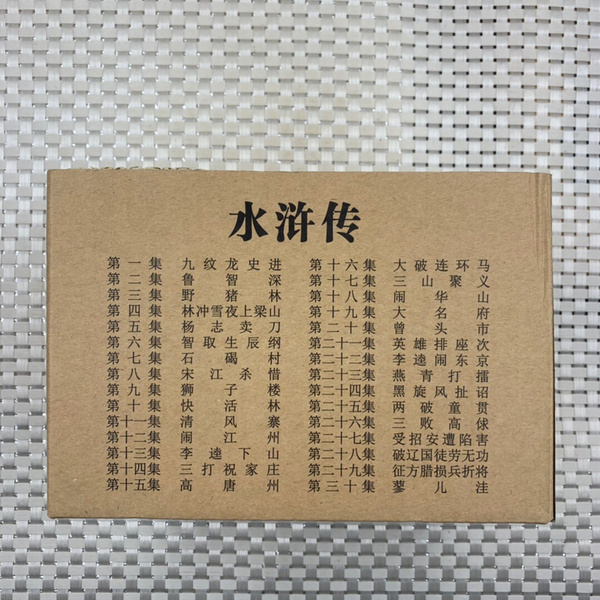 水浒传
第一集 九纹龙史进
第二集 鲁智深
第三集 野猪林
第四集 林冲雪夜上梁山
第五集 杨志卖刀
第六集 智取生辰纲
第七集 石碣村
第八集 宋江杀惜
第九集 狮子楼
第十集 快活林
第十一集 清风寨
第十二集 闹江州
第十三集 李逵下山
第十四集 三打祝家庄
第十五集 高唐州
第十六集 大破连环马
第十七集 三山聚义
第十八集 闹华山
第十九集 大名府
第二十集 曾头市
第二十一集 英雄排座次
第二十二集 李逵闹东京
第二十三集 燕青打擂
第二十四集 黑旋风扯诏
第二十五集 两破童贯
第二十六集 三败高俅
第二十七集 受招安遭陷害
第二十八集 破辽国徒劳无功
第二十九集 征方腊损兵折将
第三十集 蓼儿洼